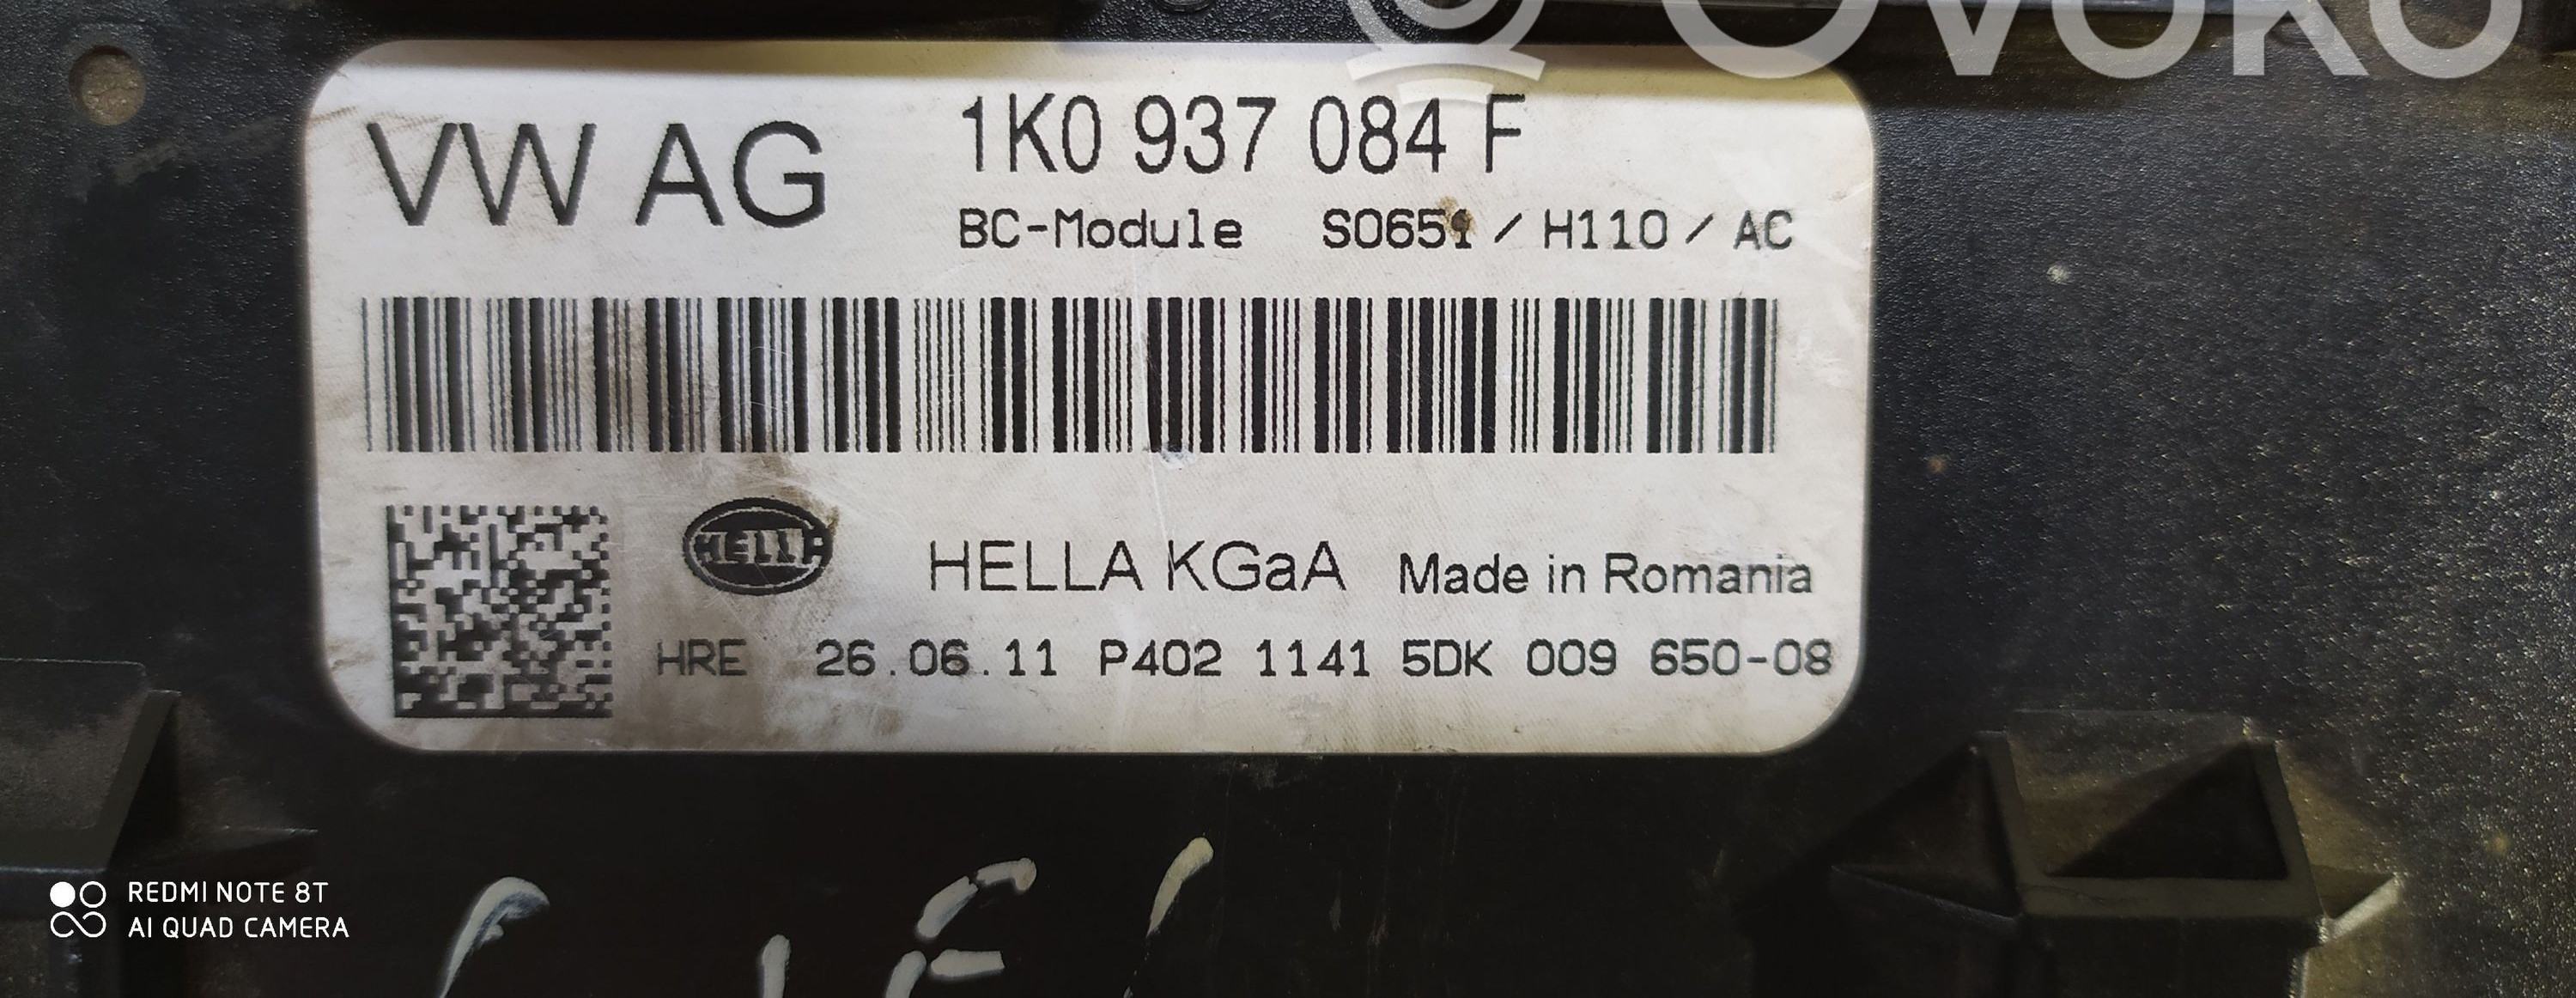 OVOKO
VW AG
1K0 937 084 F
BC-Module S0651 / H110 / AC
HELLA
HELLA KGaA Made in Romania
HRE 26.06.11 P402 1141 5DK 009 650-08
REDMI NOTE 8T
AI QUAD CAMERA